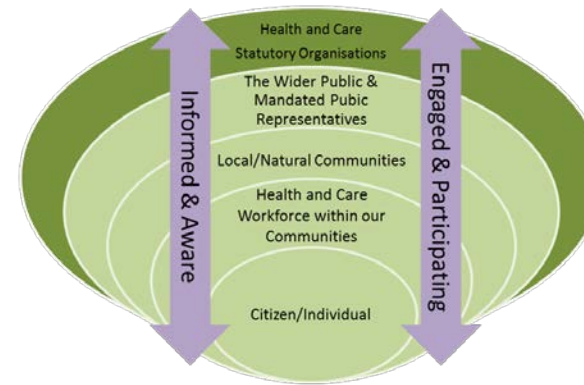 Health and Care
Statutory Organisations
The Wider Public &
Mandated Pubic
Representatives
Local/Natural Communities
Health and Care
Workforce within our
Communities
Citizen/Individual
Informed & Aware
Engaged & Participating